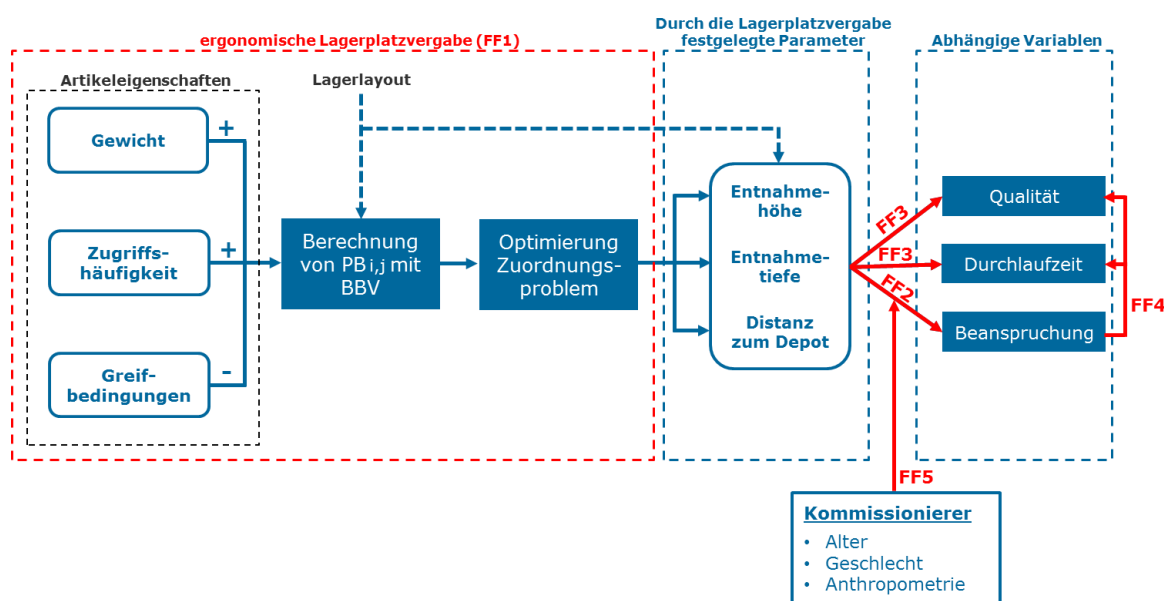 ergonomische Lagerplatzvergabe (FF1)
Durch die Lagerplatzvergabe
festgelegte Parameter
Abhängige Variablen
Artikeleigenschaften
Lagerlayout
Gewicht
+
Zugriffs-
häufigkeit
+
Greif-
bedingungen
-
Berechnung
von PB i,j mit
BBV
Optimierung
Zuordnungs-
problem
Entnahme-
höhe
Entnahme-
tiefe
Distanz
zum Depot
FF3
FF3
FF2
Qualität
Durchlaufzeit
Beanspruchung
FF4
FF5
Kommissionierer
• Alter
• Geschlecht
• Anthropometrie